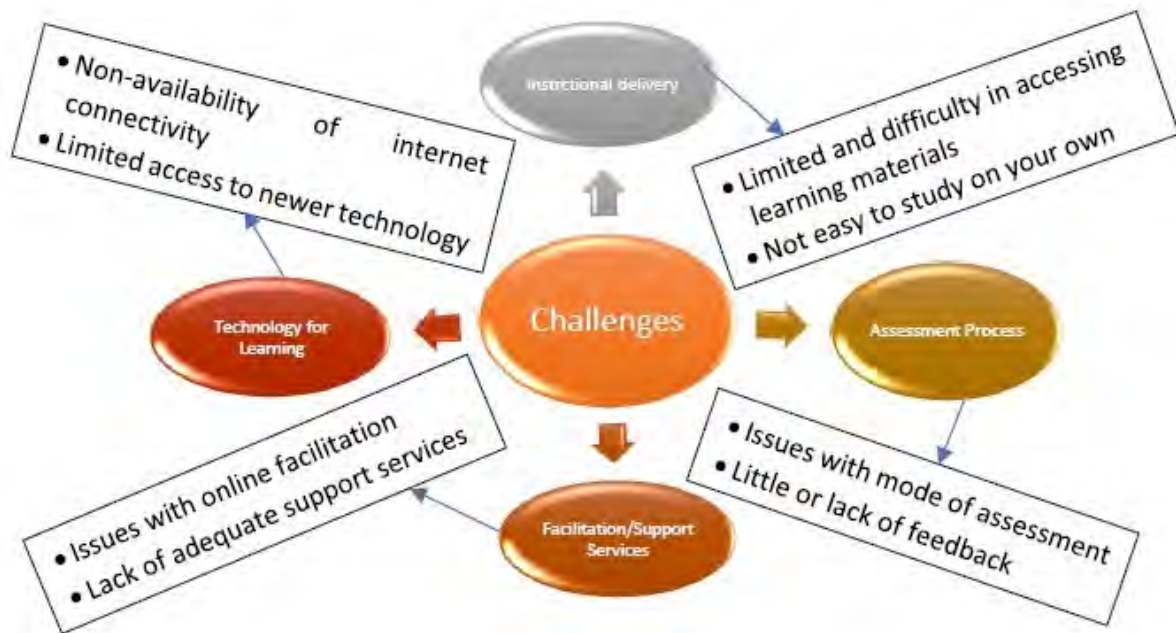 Instrctional delivery
• Non-availability of internet
connectivity
• Limited access to newer technology
• Limited and difficulty in accessing
learning materials
• Not easy to study on your own
Challenges
Technology for
Learning
Assessment Process
• Issues with online facilitation
• Lack of adequate support services
• Issues with mode of assessment
• Little or lack of feedback
Facilitation/Support
Services